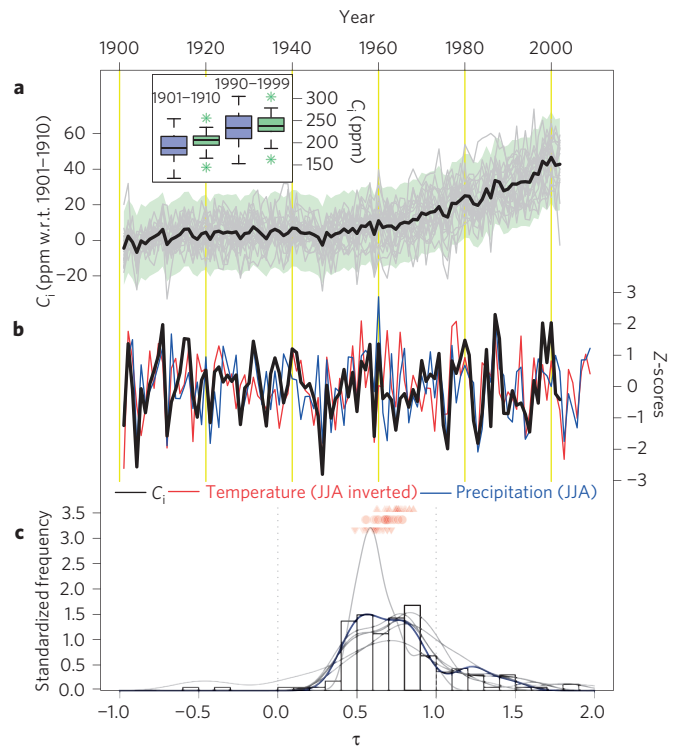 Year
1900 1920 1940 1960 1980 2000
a
1901–1910
1990–1999
300
250
200
150
Cᵢ (ppm)
60
40
20
0
−20
Cᵢ (ppm w.r.t. 1901–1910)
b
3
2
1
0
−1
−2
−3
Z-scores
Cᵢ Temperature (JJA inverted) Precipitation (JJA)
c
3.5
3.0
2.5
2.0
1.5
1.0
0.5
0.0
Standardized frequency
−1.0 −0.5 0.0 0.5 1.0 1.5 2.0
τ